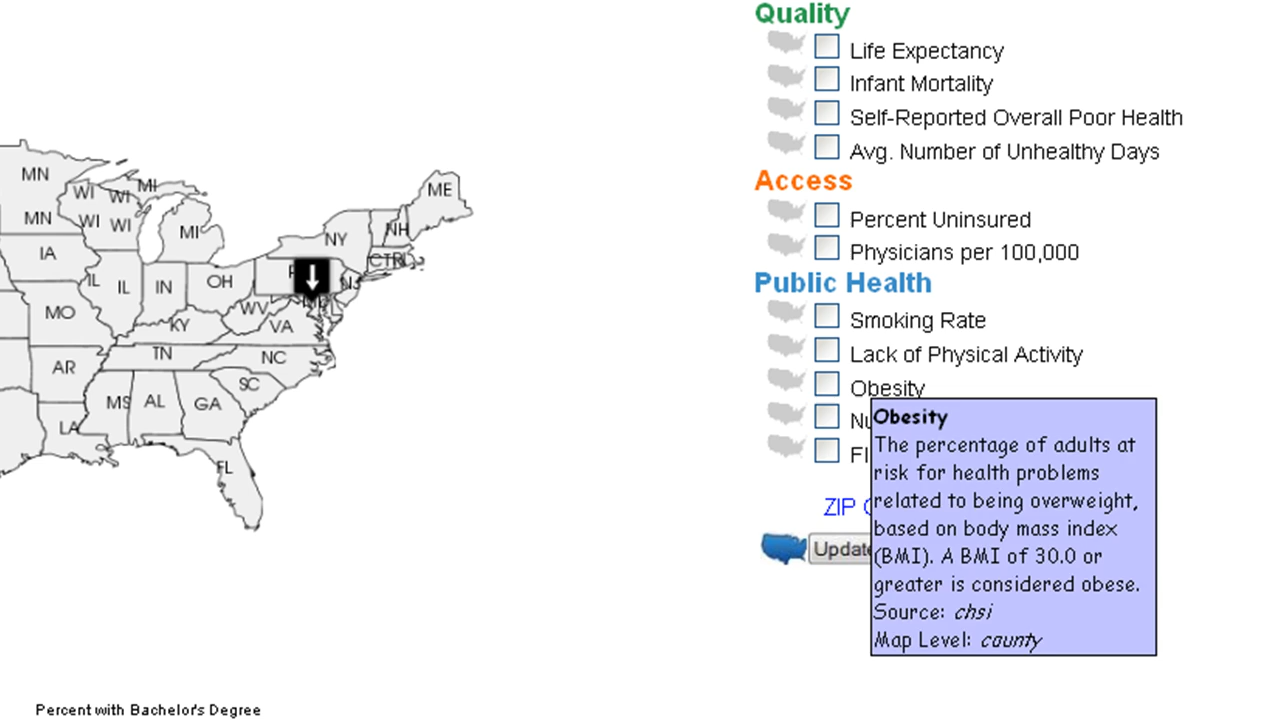 Quality
Life Expectancy
Infant Mortality
Self-Reported Overall Poor Health
Avg. Number of Unhealthy Days
Access
Percent Uninsured
Physicians per 100,000
Public Health
Smoking Rate
Lack of Physical Activity
Obesity
Obesity
The percentage of adults at
risk for health problems
related to being overweight,
based on body mass index
(BMI). A BMI of 30.0 or
greater is considered obese.
Source: chsi
Map Level: county
ZIP
Update
MN
WI
WI
MI
ME
MN
WI
WI
MI
NY
NH
IA
IL
IL
IN
OH
NJ
MO
WV
KY
VA
TN
NC
AR
SC
MS
AL
GA
LA
FL
Percent with Bachelor's Degree